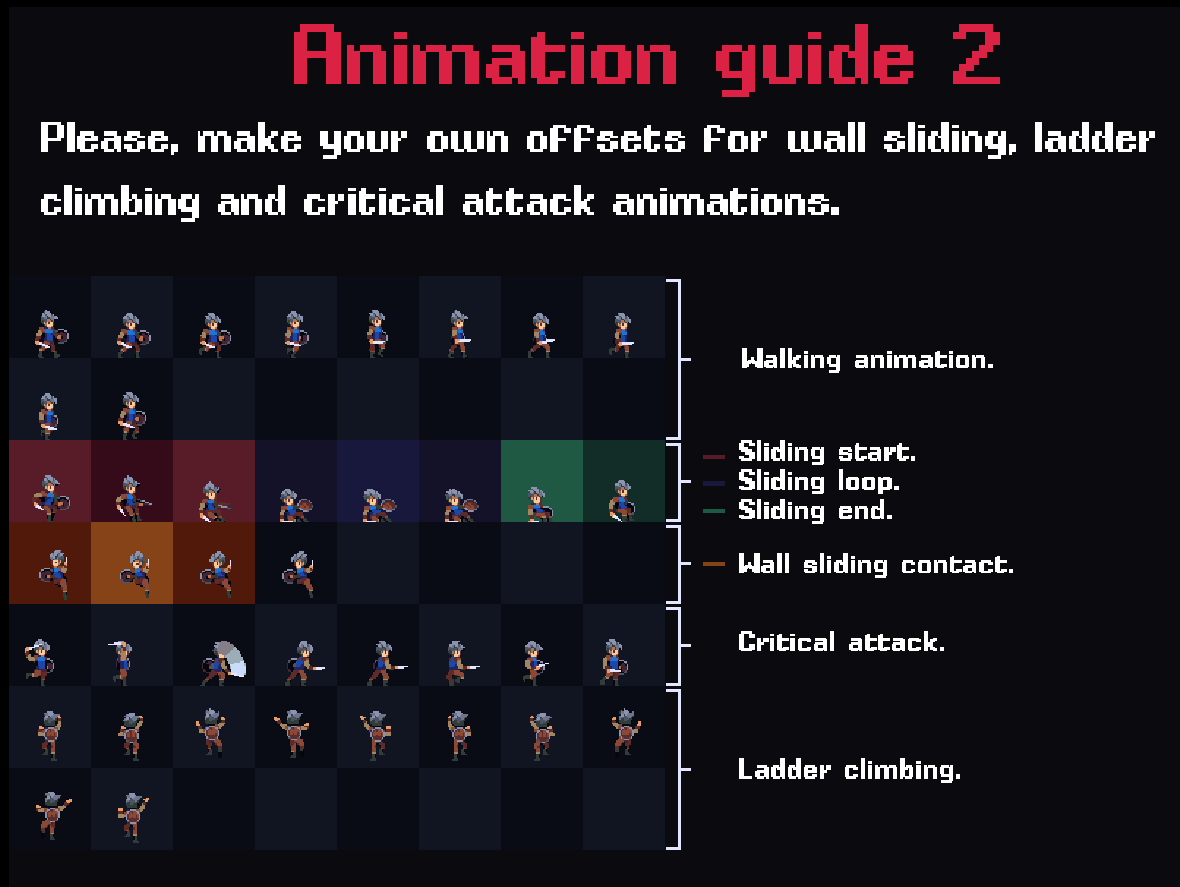 Animation guide 2
Please, make your own offsets for wall sliding, ladder
climbing and critical attack animations.
Walking animation.
Sliding start.
Sliding loop.
Sliding end.
Wall sliding contact.
Critical attack.
Ladder climbing.